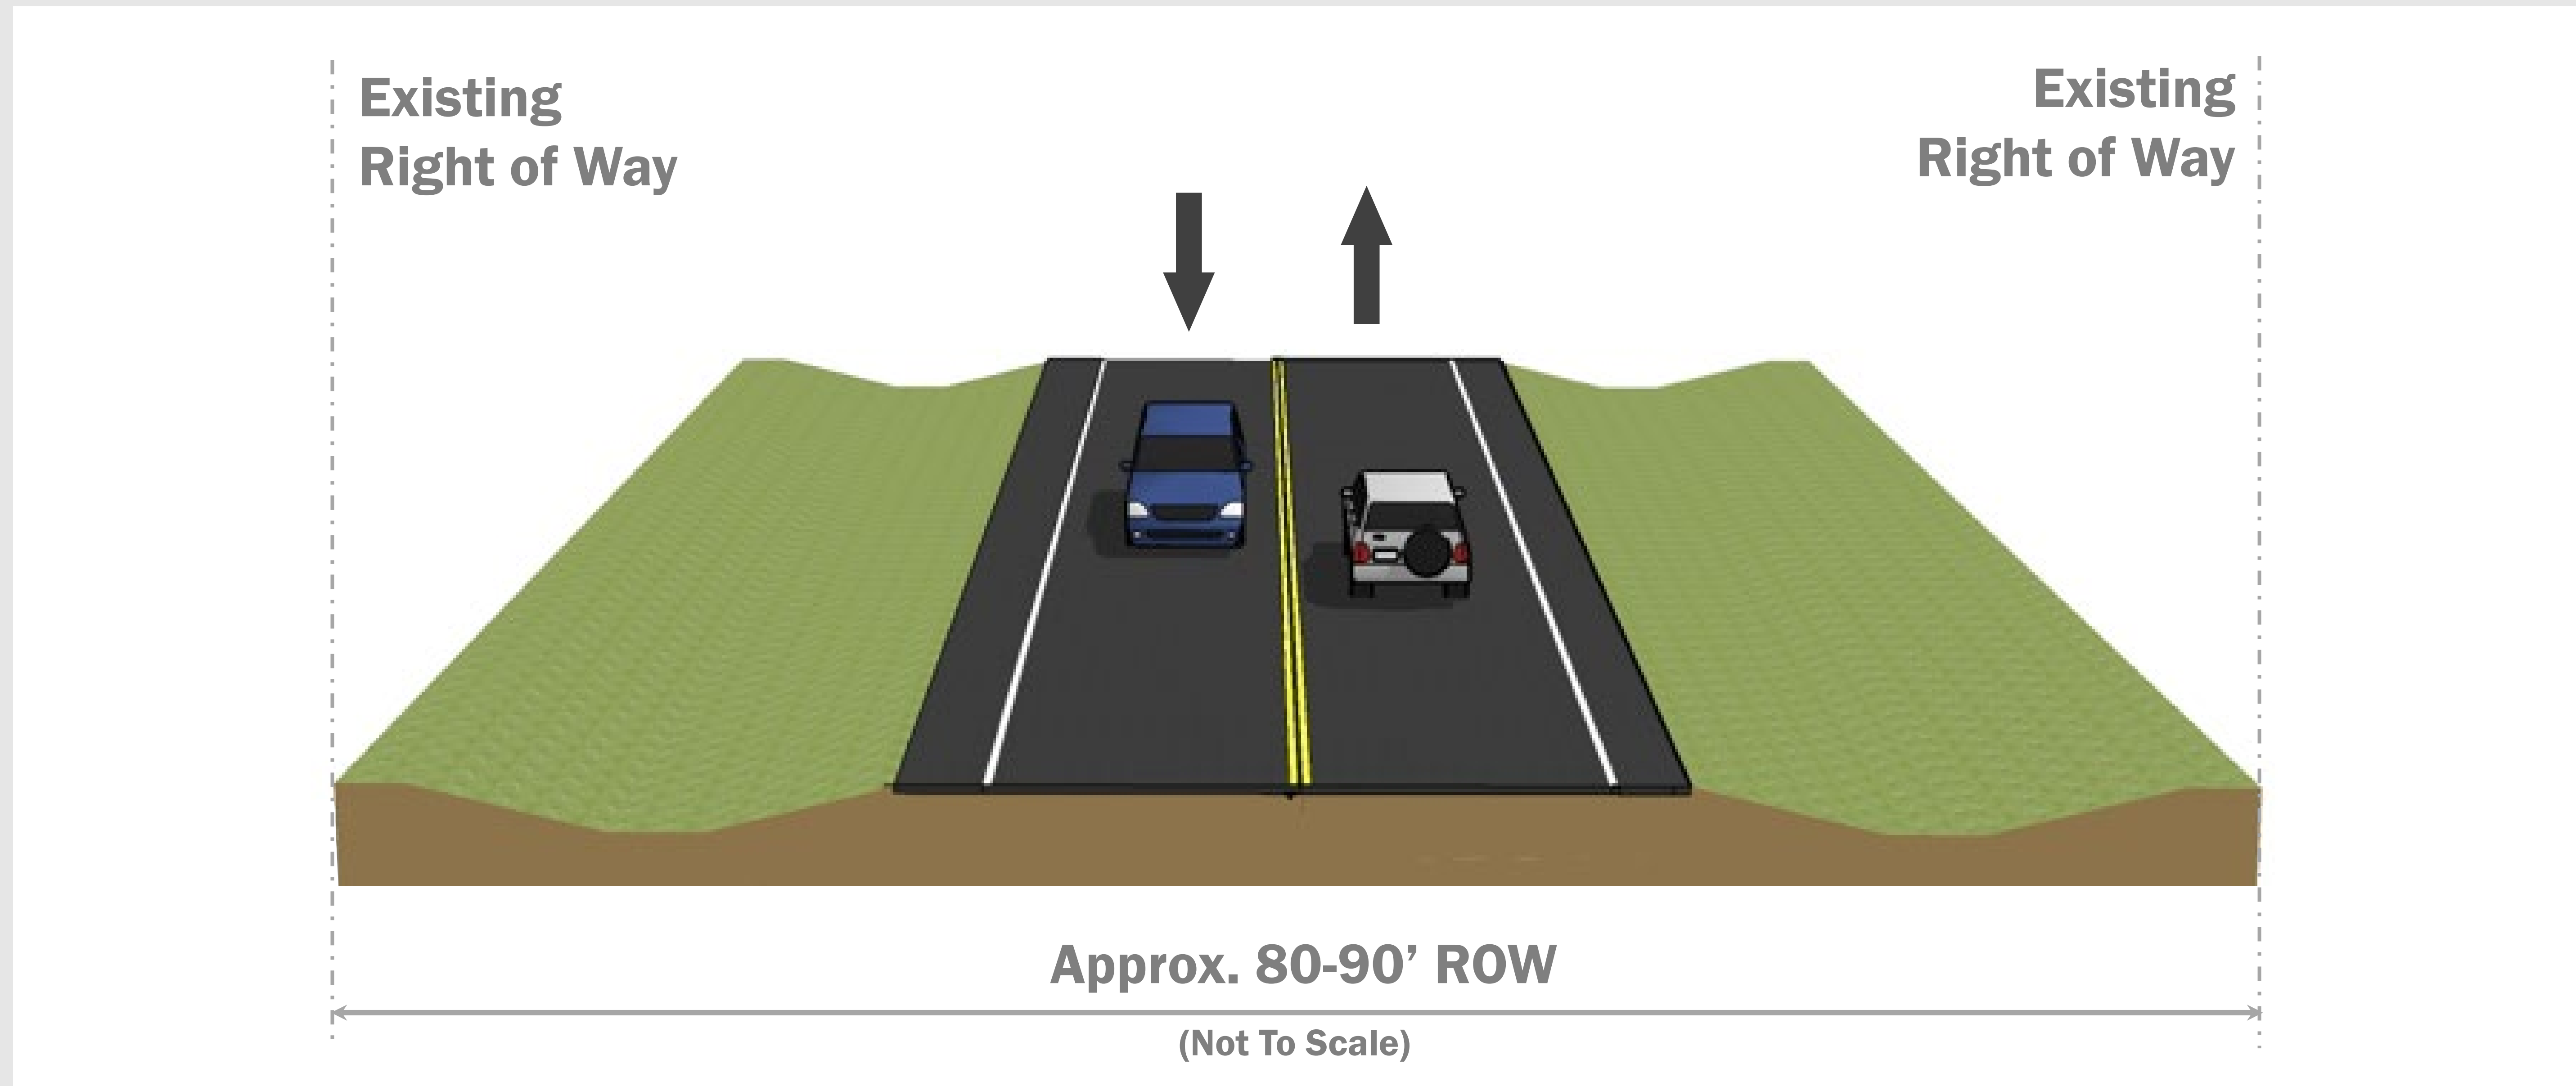 Existing
Right of Way
Existing
Right of Way
Approx. 80-90’ ROW
(Not To Scale)